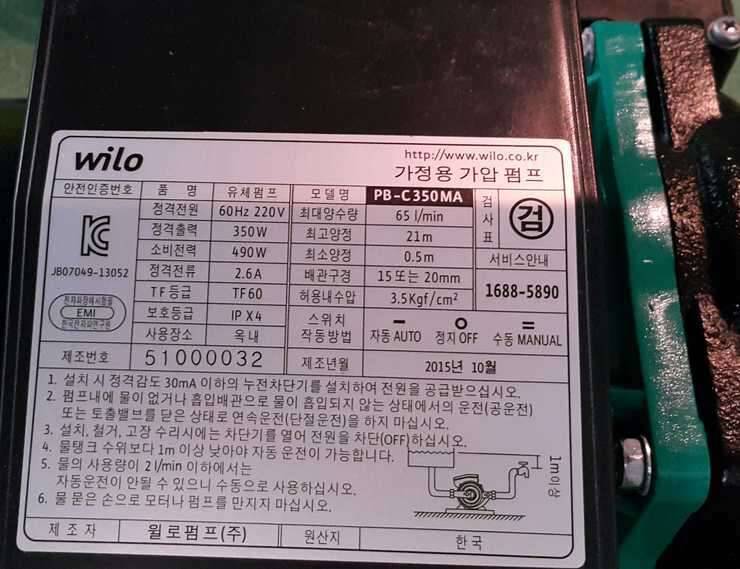 wilo
http://www.wilo.co.kr
가정용 가압 펌프
안전인증번호 품 명 유체펌프 모델명 PB-C350MA 검사표 검
정격전원 60Hz 220V 최대양수량 65 l/min
정격출력 350W 최고양정 21m
소비전력 490W 최소양정 0.5m 서비스안내
JB07049-13052 정격전류 2.6A 배관구경 15 또는 20mm 1688-5890
TF등급 TF60 허용내수압 3.5Kgf/cm²
EMI 보호등급 IP X4 스위치 작동방법 자동 AUTO 정지 OFF 수동 MANUAL
사용장소 옥내
제조번호 51000032 제조년월 2015년 10월
1. 설치 시 정격감도 30mA 이하의 누전차단기를 설치하여 전원을 공급받으십시오.
2. 펌프내에 물이 없거나 흡입배관으로 물이 흡입되지 않는 상태에서의 운전(공운전)
또는 토출밸브를 닫은 상태로 연속운전(단절운전)을 하지 마십시오.
3. 설치, 철거, 고장 수리시에는 차단기를 열어 전원을 차단(OFF)하십시오.
4. 물탱크 수위보다 1m 이상 낮아야 자동 운전이 가능합니다.
5. 물의 사용량이 2 l/min 이하에서는
자동운전이 안될 수 있으니 수동으로 사용하십시오.
6. 물 묻은 손으로 모터나 펌프를 만지지 마십시오.
1m이상
제 조 자 윌로펌프(주) 원산지 한국